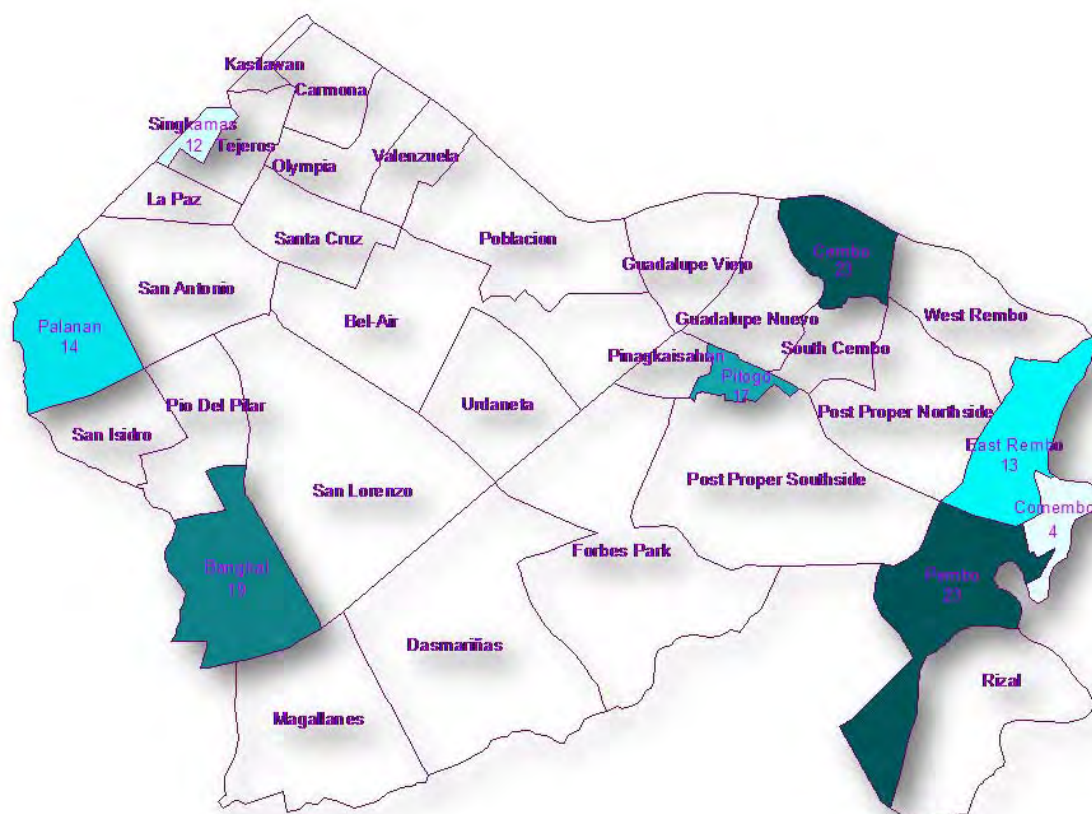 Kasilawan
Carmona
Singkamas
12
Tejeros
Olympia
Valenzuela
La Paz
Santa Cruz
Poblacion
Guadalupe Viejo
Cembo
San Antonio
Bel-Air
Guadalupe Nuevo
West Rembo
Palanan
14
Pinagkaisahan
South Cembo
Pitogo
17
Urdaneta
Pio Del Pilar
Post Proper Northside
San Isidro
East Rembo
13
San Lorenzo
Post Proper Southside
Comembo
4
Forbes Park
Bangkal
19
Pembo
Dasmariñas
Rizal
Magallanes